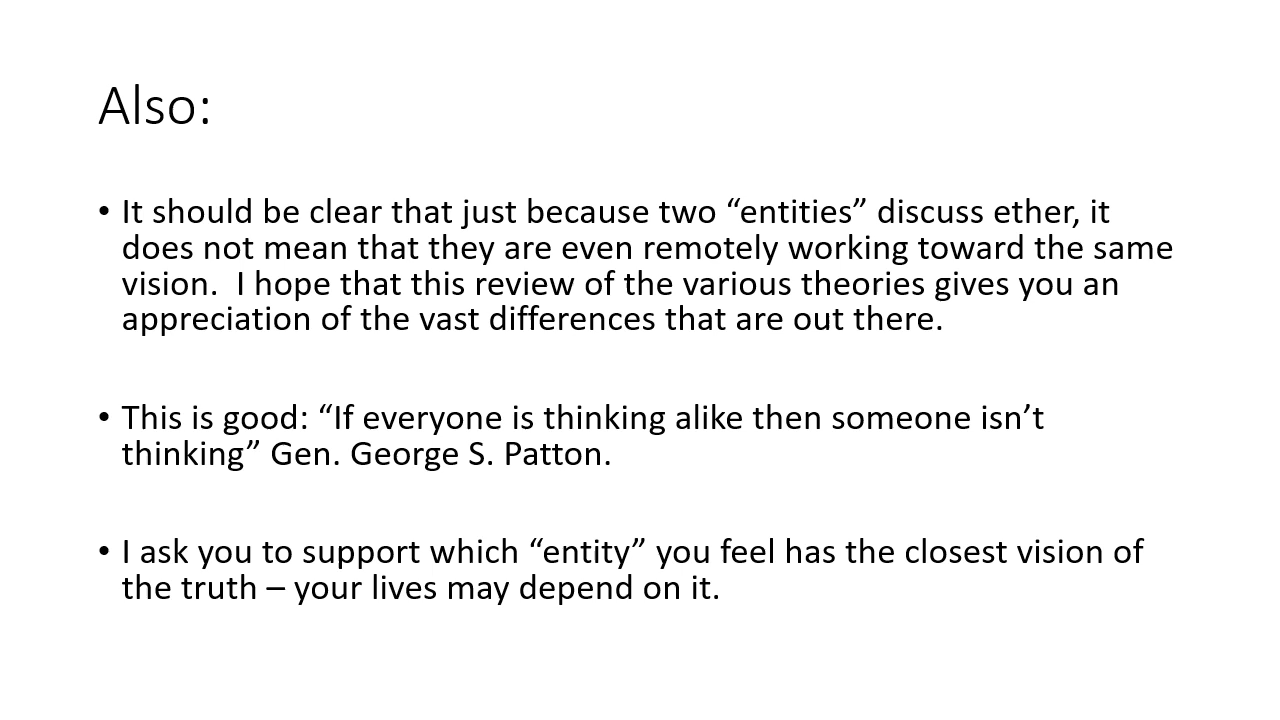 Also:
• It should be clear that just because two “entities” discuss ether, it
does not mean that they are even remotely working toward the same
vision.  I hope that this review of the various theories gives you an
appreciation of the vast differences that are out there.
• This is good: “If everyone is thinking alike then someone isn’t
thinking” Gen. George S. Patton.
• I ask you to support which “entity” you feel has the closest vision of
the truth – your lives may depend on it.